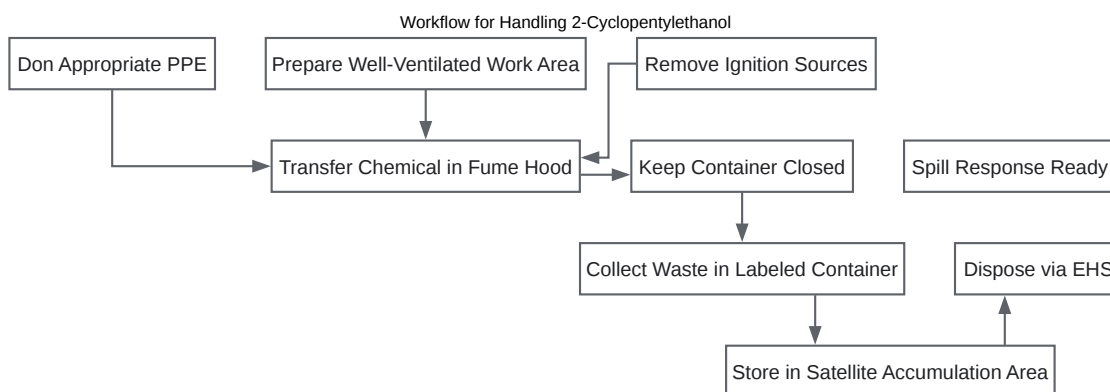 Workflow for Handling 2-Cyclopentylethanol
Don Appropriate PPE
Prepare Well-Ventilated Work Area
Remove Ignition Sources
Transfer Chemical in Fume Hood
Keep Container Closed
Spill Response Ready
Collect Waste in Labeled Container
Dispose via EHS
Store in Satellite Accumulation Area